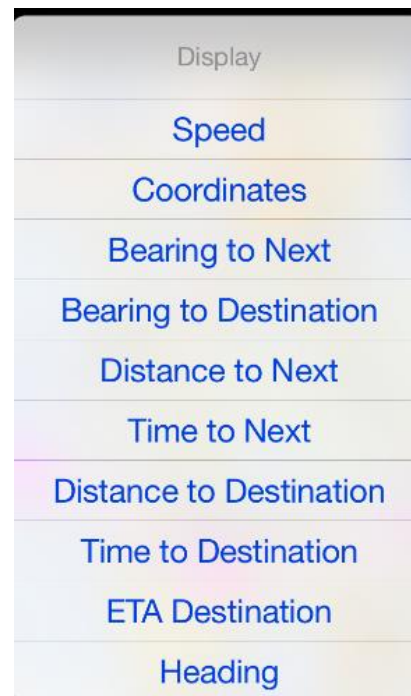 Display
Speed
Coordinates
Bearing to Next
Bearing to Destination
Distance to Next
Time to Next
Distance to Destination
Time to Destination
ETA Destination
Heading